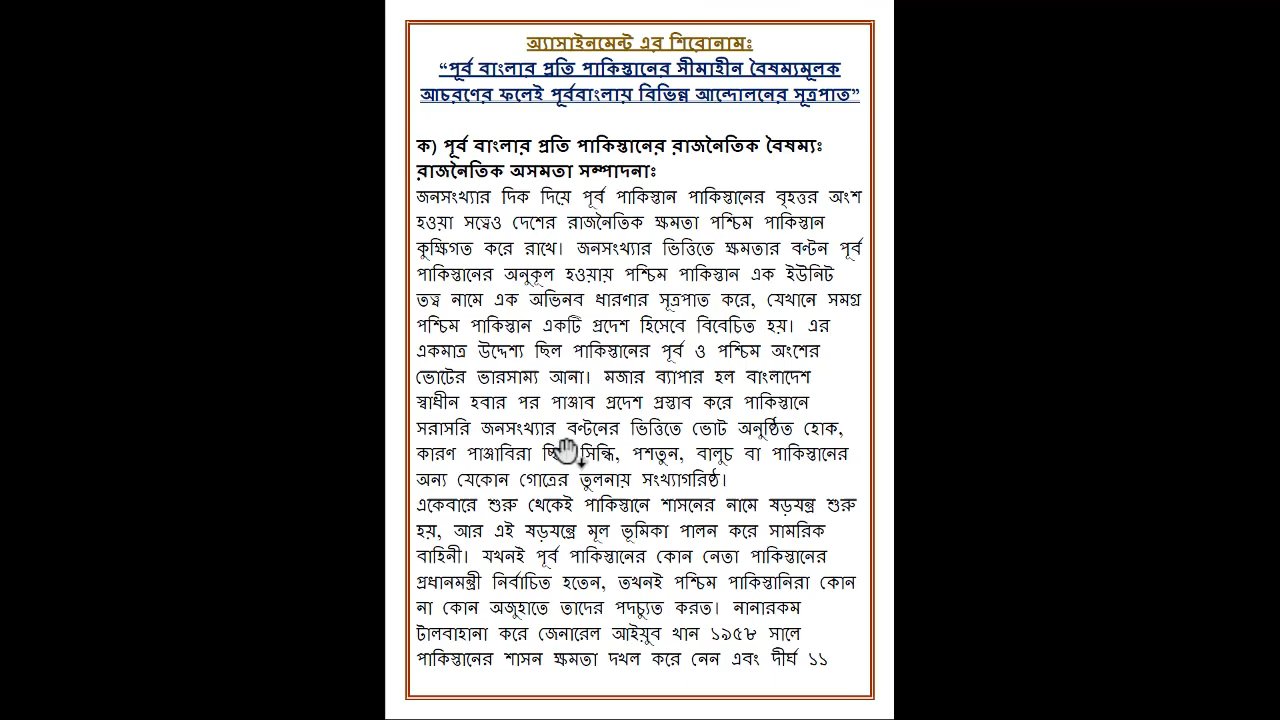 অ্যাসাইনমেন্ট এর শিরোনামঃ
“পূর্ব বাংলার প্রতি পাকিস্তানের সীমাহীন বৈষম্যমূলক
আচরণের ফলেই পূর্ববাংলায় বিভিন্ন আন্দোলনের সূত্রপাত”
ক) পূর্ব বাংলার প্রতি পাকিস্তানের রাজনৈতিক বৈষম্যঃ
রাজনৈতিক অসমতা সম্পাদনাঃ
জনসংখ্যার দিক দিয়ে পূর্ব পাকিস্তান পাকিস্তানের বৃহত্তর অংশ
হওয়া সত্ত্বেও দেশের রাজনৈতিক ক্ষমতা পশ্চিম পাকিস্তান
কুক্ষিগত করে রাখে। জনসংখ্যার ভিত্তিতে ক্ষমতার বণ্টন পূর্ব
পাকিস্তানের অনুকূল হওয়ায় পশ্চিম পাকিস্তান এক ইউনিট
তত্ত্ব নামে এক অভিনব ধারণার সূত্রপাত করে, যেখানে সমগ্র
পশ্চিম পাকিস্তান একটি প্রদেশ হিসেবে বিবেচিত হয়। এর
একমাত্র উদ্দেশ্য ছিল পাকিস্তানের পূর্ব ও পশ্চিম অংশের
ভোটের ভারসাম্য আনা। মজার ব্যাপার হল বাংলাদেশ
স্বাধীন হবার পর পাঞ্জাব প্রদেশ প্রস্তাব করে পাকিস্তানে
সরাসরি জনসংখ্যার বণ্টনের ভিত্তিতে ভোট অনুষ্ঠিত হোক,
কারণ পাঞ্জাবিরা সিন্ধি, পশতুন, বালুচ বা পাকিস্তানের
অন্য যেকোন গোত্রের তুলনায় সংখ্যাগরিষ্ঠ।
একেবারে শুরু থেকেই পাকিস্তানে শাসনের নামে ষড়যন্ত্র শুরু
হয়, আর এই ষড়যন্ত্রে মূল ভূমিকা পালন করে সামরিক
বাহিনী। যখনই পূর্ব পাকিস্তানের কোন নেতা পাকিস্তানের
প্রধানমন্ত্রী নির্বাচিত হতেন, তখনই পশ্চিম পাকিস্তানিরা কোন
না কোন অজুহাতে তাদের পদচ্যুত করত। নানারকম
টালবাহানা করে জেনারেল আইয়ুব খান ১৯৫৮ সালে
পাকিস্তানের শাসন ক্ষমতা দখল করে নেন এবং দীর্ঘ ১১